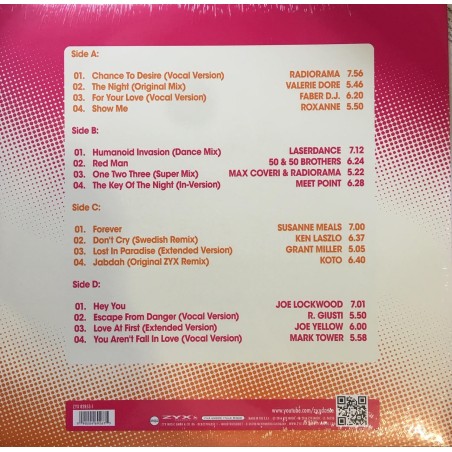 Side A:
01. Chance To Desire (Vocal Version) RADIORAMA 7.56
02. The Night (Original Mix) VALERIE DORE 5.46
03. For Your Love (Vocal Version) FABER D.J. 6.20
04. Show Me ROXANNE 5.50
Side B:
01. Humanoid Invasion (Dance Mix) LASERDANCE 7.12
02. Red Man 50 & 50 BROTHERS 6.24
03. One Two Three (Super Mix) MAX COVERI & RADIORAMA 5.22
04. The Key Of The Night (In-Version) MEET POINT 6.28
Side C:
01. Forever SUSANNE MEALS 7.00
02. Don't Cry (Swedish Remix) KEN LASZLO 6.37
03. Lost In Paradise (Extended Version) GRANT MILLER 5.05
04. Jabdah (Original ZYX Remix) KOTO 6.40
Side D:
01. Hey You JOE LOCKWOOD 7.01
02. Escape From Danger (Vocal Version) R. GIUSTI 5.50
03. Love At First (Extended Version) JOE YELLOW 6.00
04. You Aren't Fall In Love (Vocal Version) MARK TOWER 5.58
ZYX
www.youtube.com/zyxdance